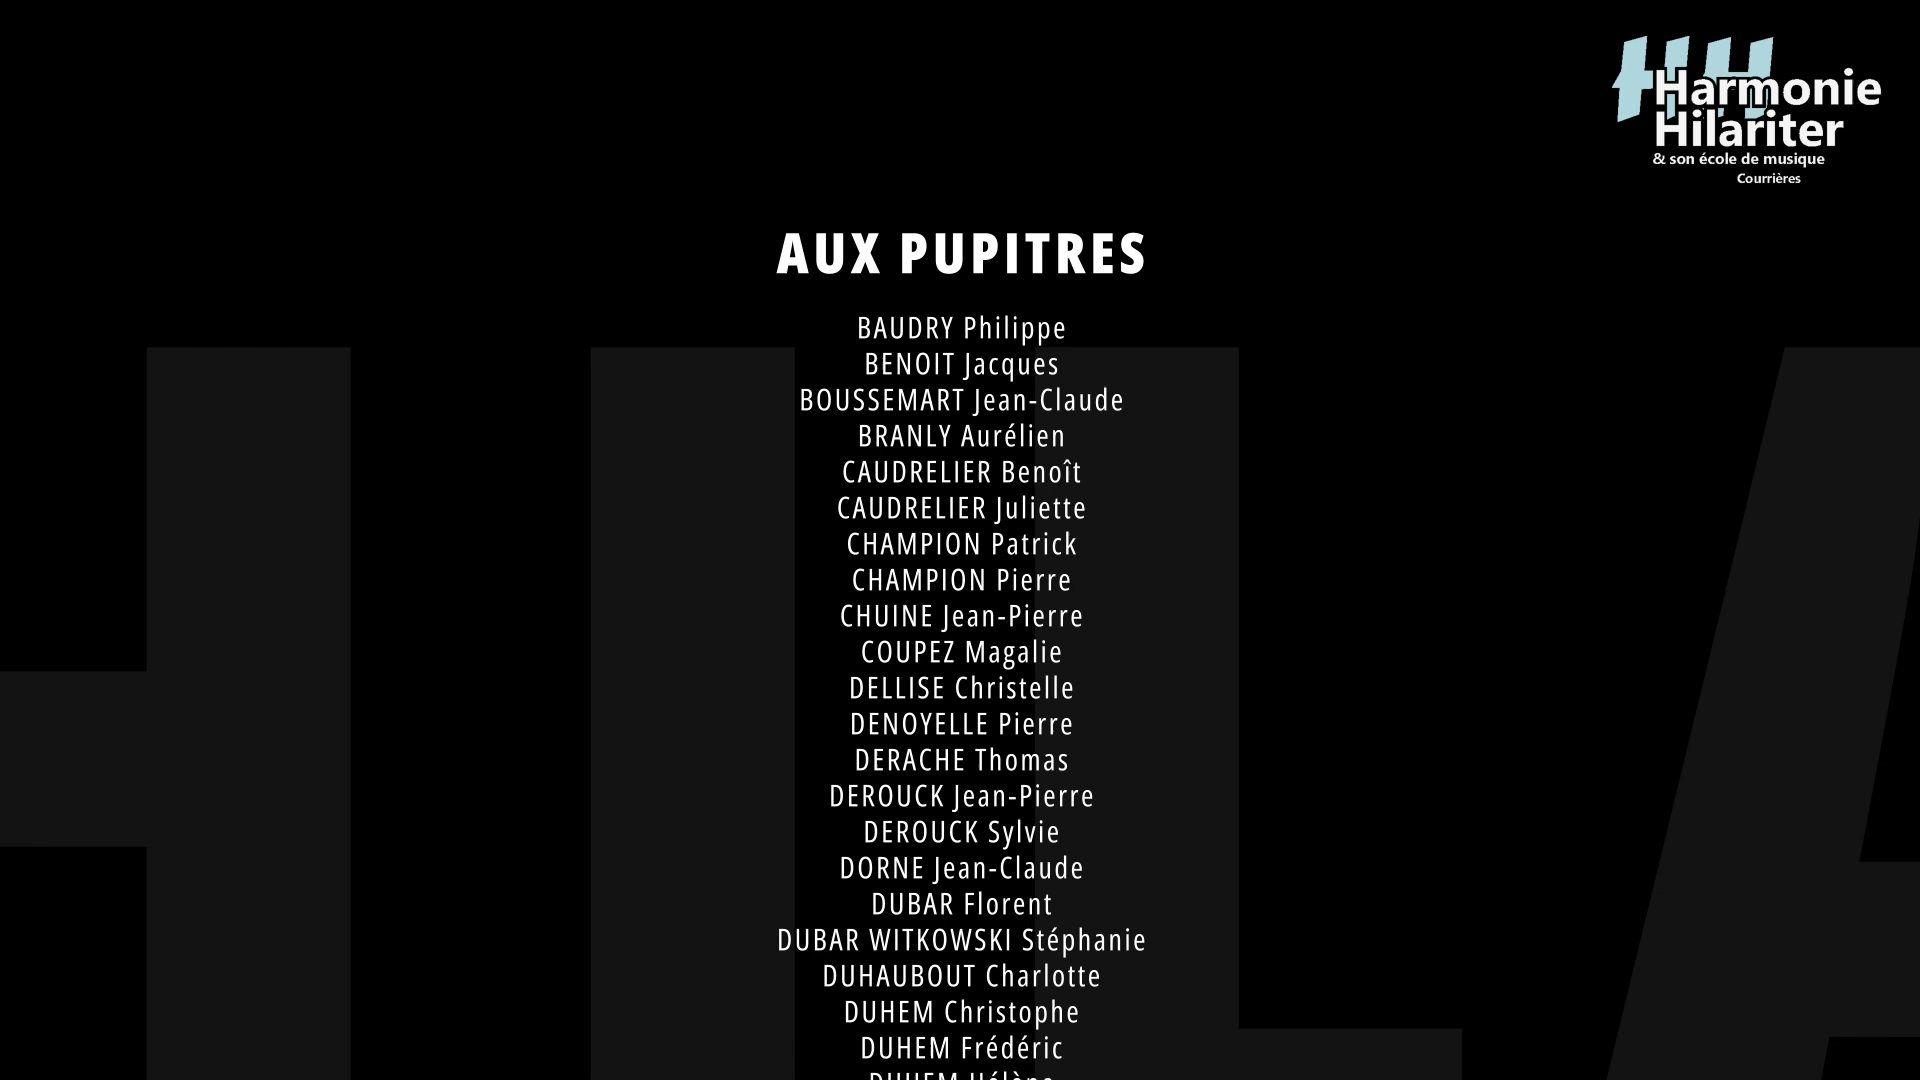 Harmonie
Hilariter
& son école de musique
Courrières
AUX PUPITRES
BAUDRY Philippe
BENOIT Jacques
BOUSSEMART Jean-Claude
BRANLY Aurélien
CAUDRELIER Benoît
CAUDRELIER Juliette
CHAMPION Patrick
CHAMPION Pierre
CHUINE Jean-Pierre
COUPEZ Magalie
DELLISE Christelle
DENOYELLE Pierre
DERACHE Thomas
DEROUCK Jean-Pierre
DEROUCK Sylvie
DORNE Jean-Claude
DUBAR Florent
DUBAR WITKOWSKI Stéphanie
DUHAUBOUT Charlotte
DUHEM Christophe
DUHEM Frédéric
DUHEM Hélène